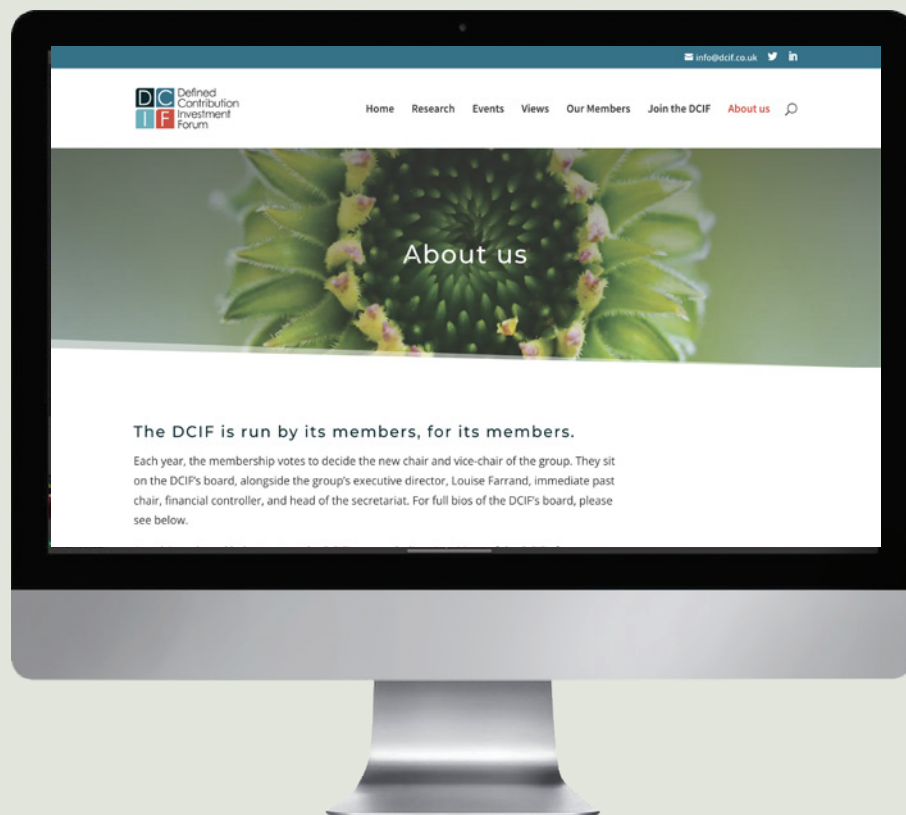 info@dcif.co.uk
D C
I F
Defined
Contribution
Investment
Forum
Home Research Events Views Our Members Join the DCIF About us
About us
The DCIF is run by its members, for its members.
Each year, the membership votes to decide the new chair and vice-chair of the group. They sit
on the DCIF's board, alongside the group's executive director, Louise Farrand, immediate past
chair, financial controller, and head of the secretariat. For full bios of the DCIF's board, please
see below.